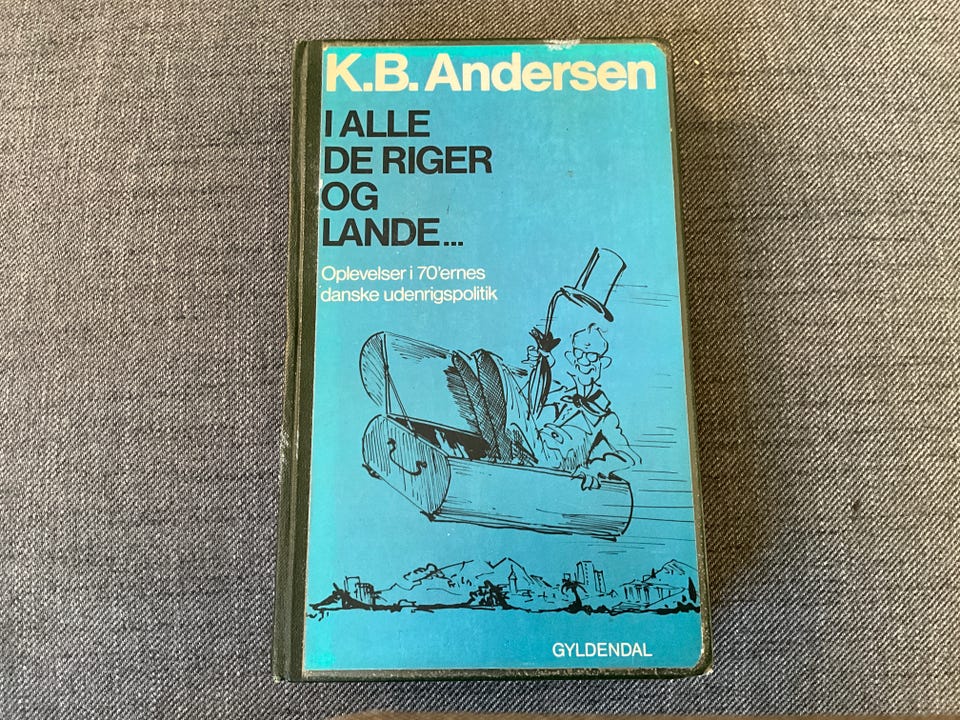 K.B. Andersen
I ALLE
DE RIGER
OG
LANDE...
Oplevelser i 70'ernes
danske udenrigspolitik
GYLDENDAL